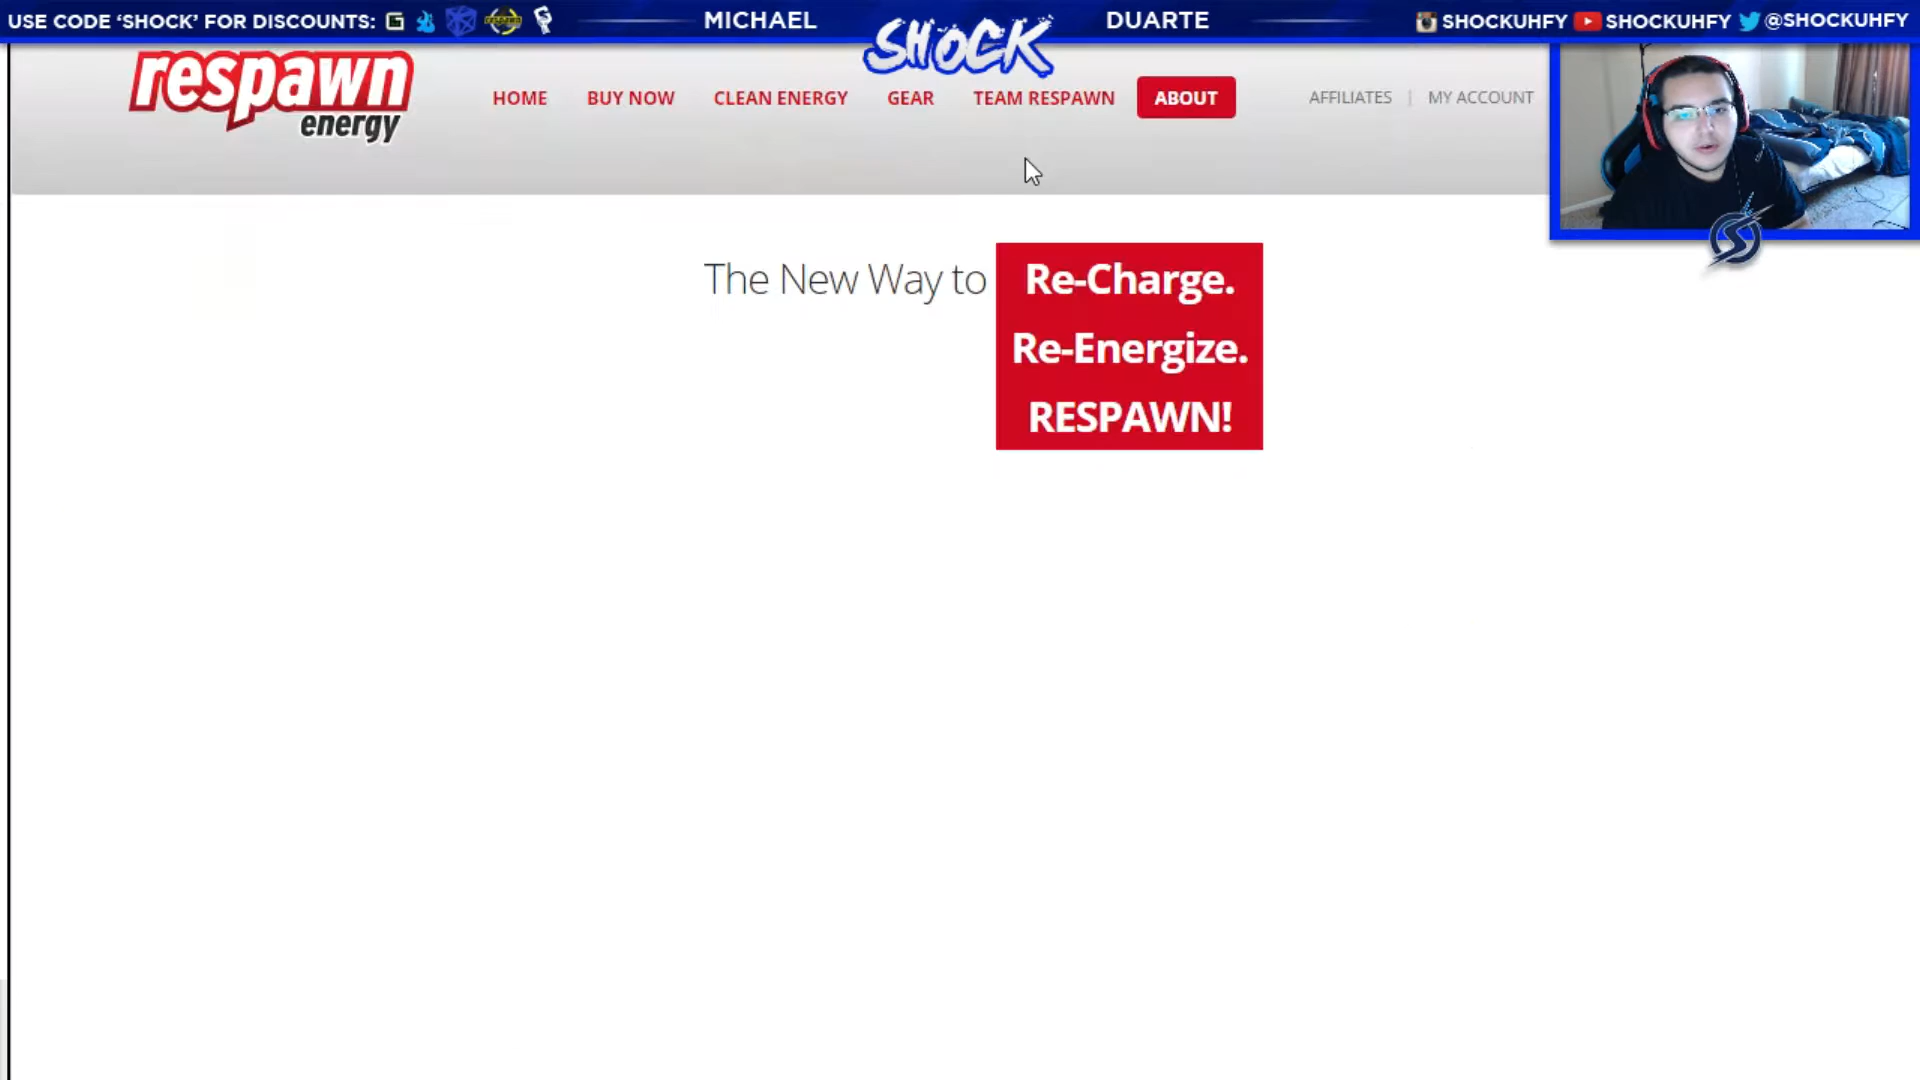 USE CODE ‘SHOCK’ FOR DISCOUNTS:
MICHAEL SHOCK DUARTE
SHOCKUHFY SHOCKUHFY @SHOCKUHFY
respawn
energy
HOME BUY NOW CLEAN ENERGY GEAR TEAM RESPAWN ABOUT AFFILIATES | MY ACCOUNT
The New Way to Re-Charge.
Re-Energize.
RESPAWN!